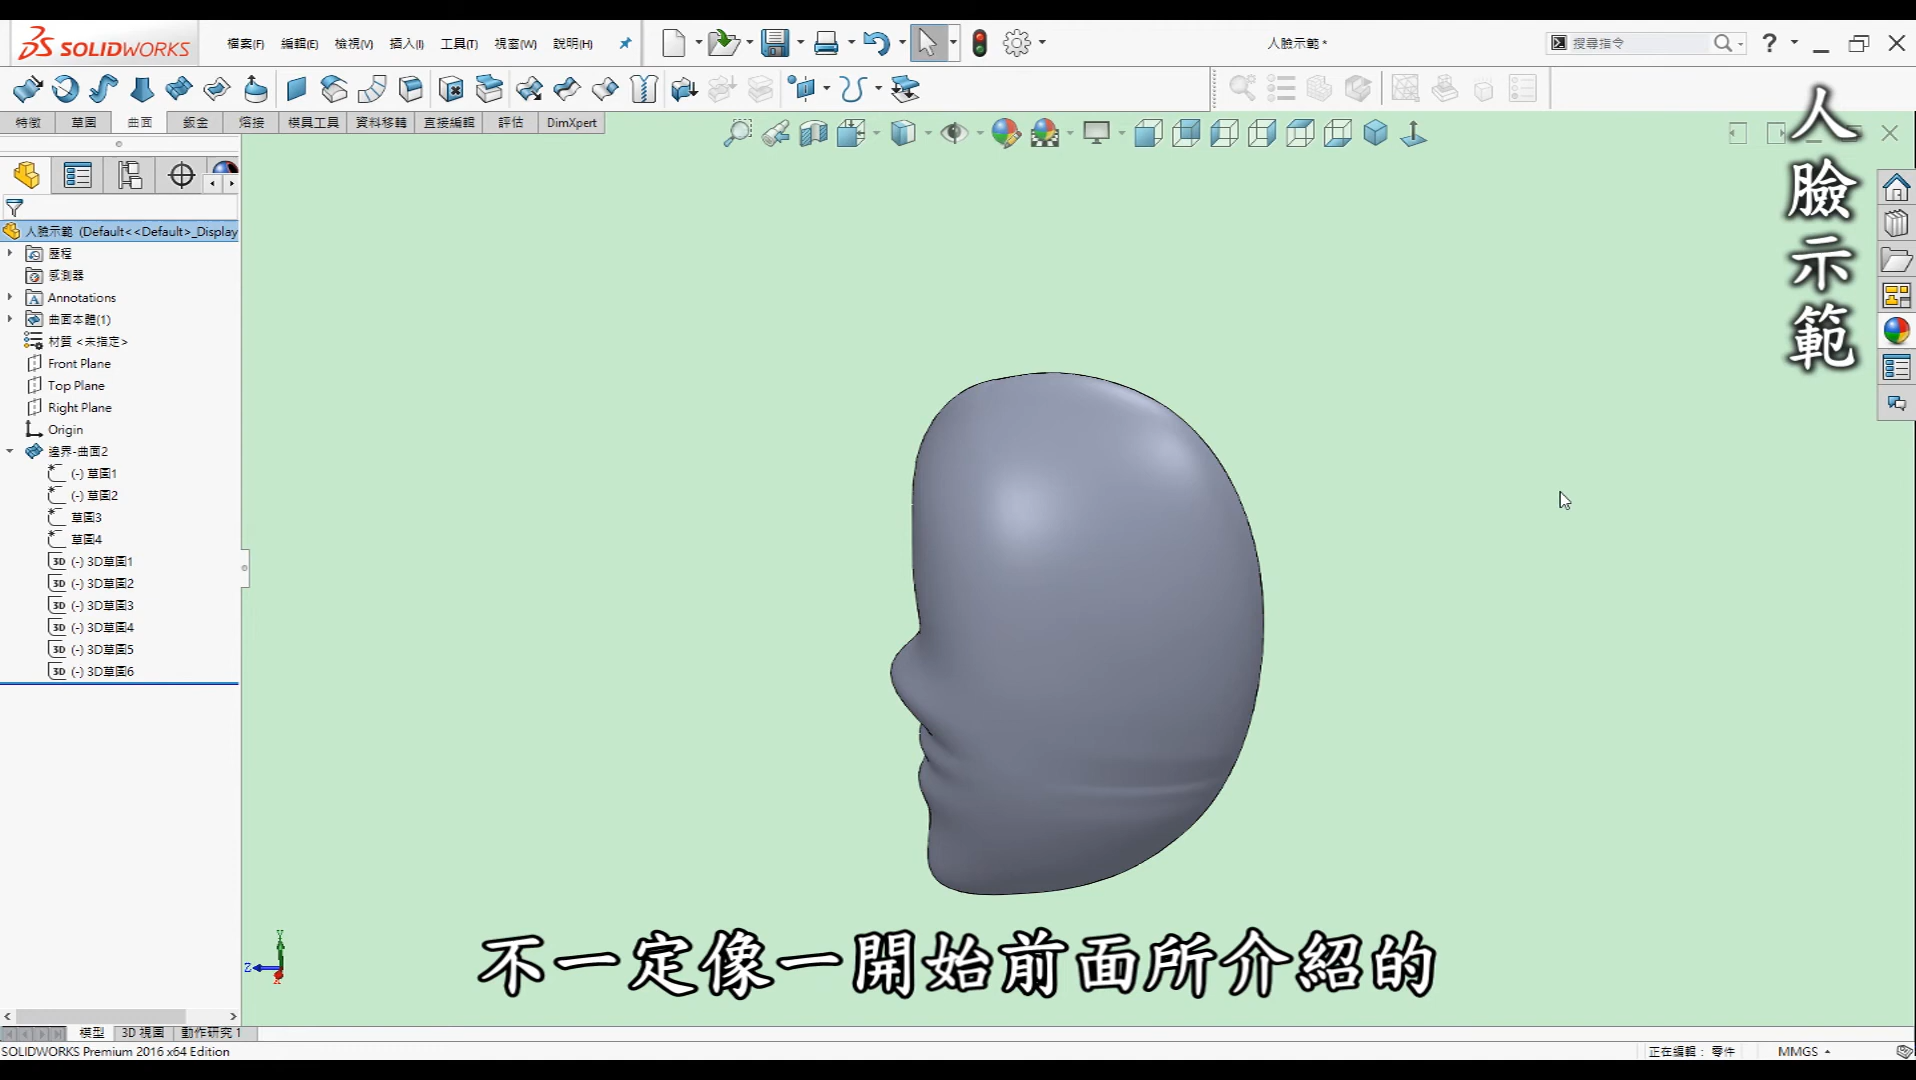 SOLIDWORKS
檔案(F) 編輯(E) 檢視(V) 插入(I) 工具(T) 視窗(W) 說明(H)
人臉示範 *
搜尋指令
特徵 草圖 曲面 鈑金 熔接 模具工具 資料移轉 直接編輯 評估 DimXpert
人臉示範
人臉示範 (Default<<Default>_Display
歷程
感測器
Annotations
曲面本體(1)
材質 <未指定>
Front Plane
Top Plane
Right Plane
Origin
邊界-曲面2
(-) 草圖1
(-) 草圖2
草圖3
草圖4
3D (-) 3D草圖1
3D (-) 3D草圖2
3D (-) 3D草圖3
3D (-) 3D草圖4
3D (-) 3D草圖5
3D (-) 3D草圖6
Y
Z
X
不一定像一開始前面所介紹的
模型 3D 視圖 動作研究 1
SOLIDWORKS Premium 2016 x64 Edition
正在編輯： 零件
MMGS